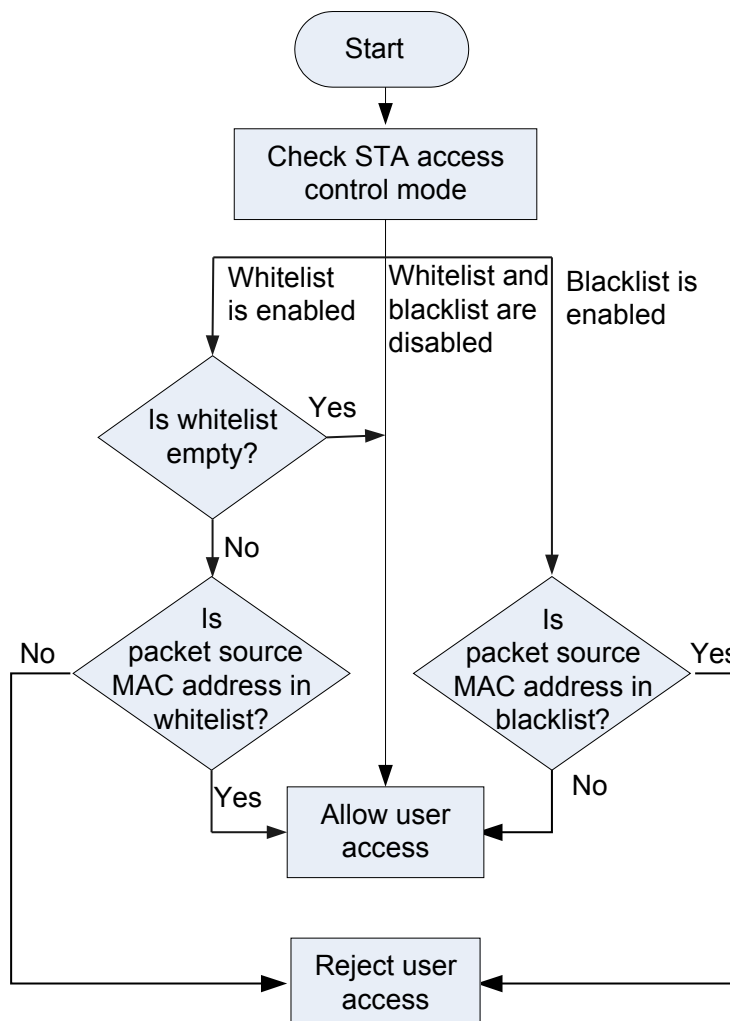 Start
Check STA access
control mode
Whitelist
is enabled
Whitelist and
blacklist are
disabled
Blacklist is
enabled
Is whitelist
empty?
Yes
No
Is
packet source
MAC address in
whitelist?
No
Yes
Is
packet source
MAC address in
blacklist?
Yes
No
Allow user
access
Reject user
access